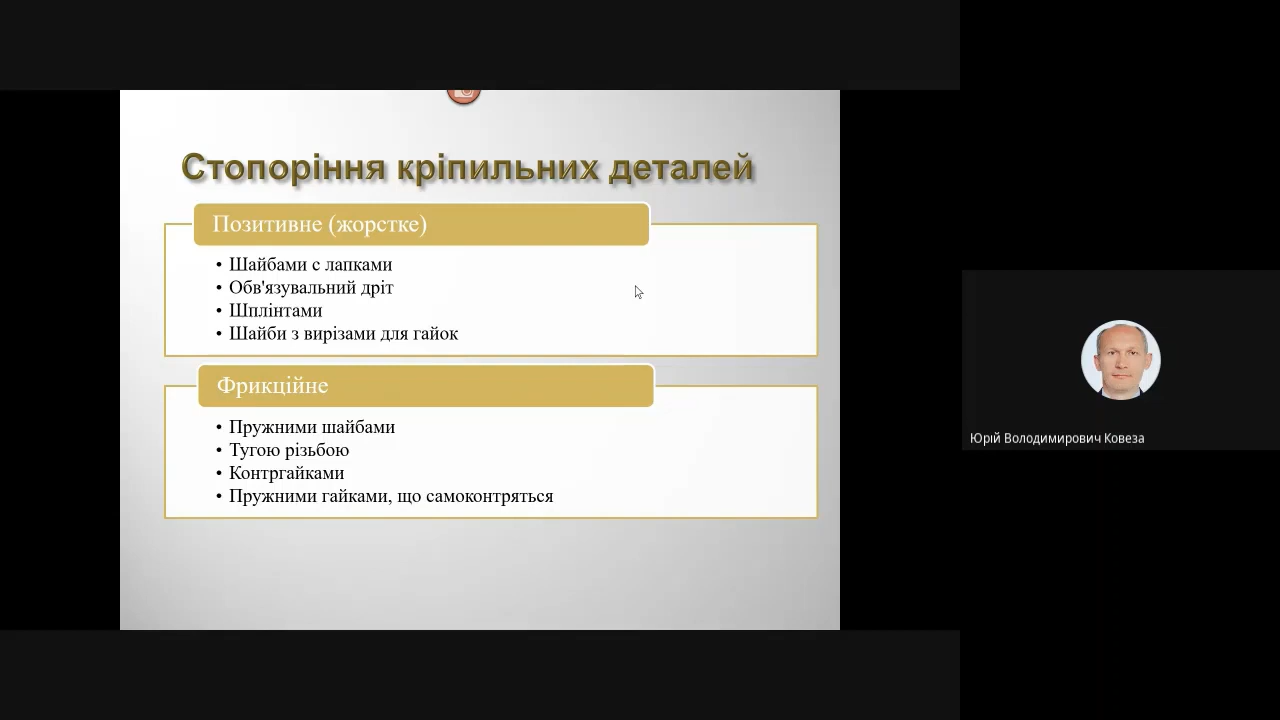 Стопоріння кріпильних деталей
Позитивне (жорстке)
• Шайбами с лапками
• Обв'язувальний дріт
• Шплінтами
• Шайби з вирізами для гайок
Фрикційне
• Пружними шайбами
• Тугою різьбою
• Контргайками
• Пружними гайками, що самоконтряться
Юрій Володимирович Ковеза